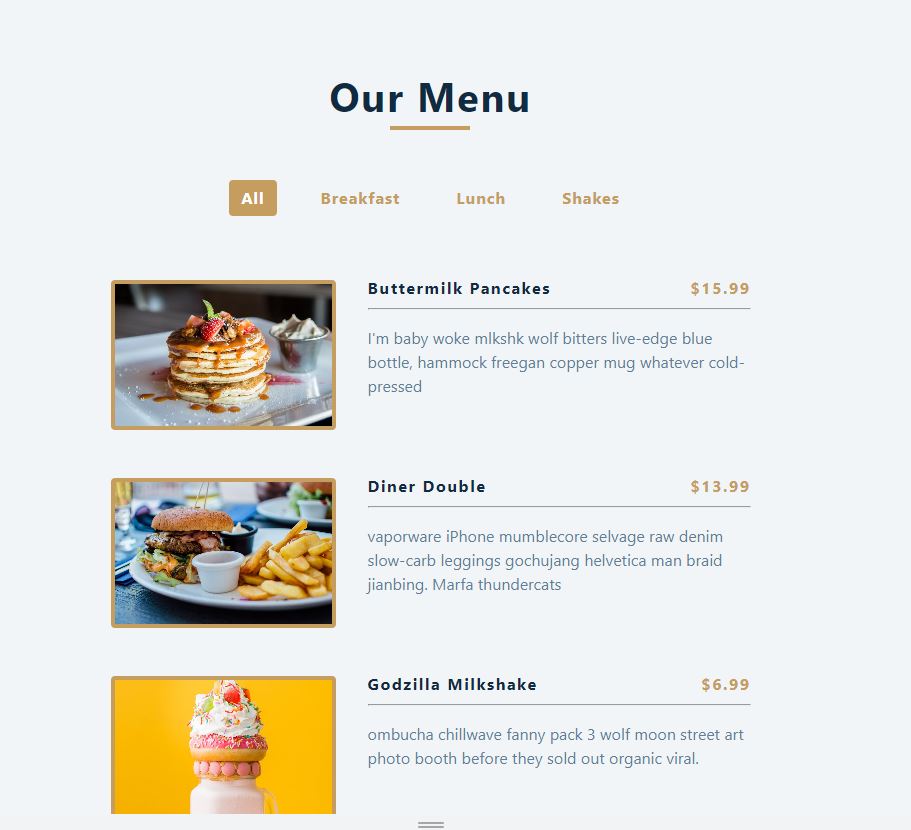 Our Menu
All Breakfast Lunch Shakes
Buttermilk Pancakes $15.99
I'm baby woke mlkshk wolf bitters live-edge blue
bottle, hammock freegan copper mug whatever cold-
pressed
Diner Double $13.99
vaporware iPhone mumblecore selvage raw denim
slow-carb leggings gochujang helvetica man braid
jianbing. Marfa thundercats
Godzilla Milkshake $6.99
ombucha chillwave fanny pack 3 wolf moon street art
photo booth before they sold out organic viral.